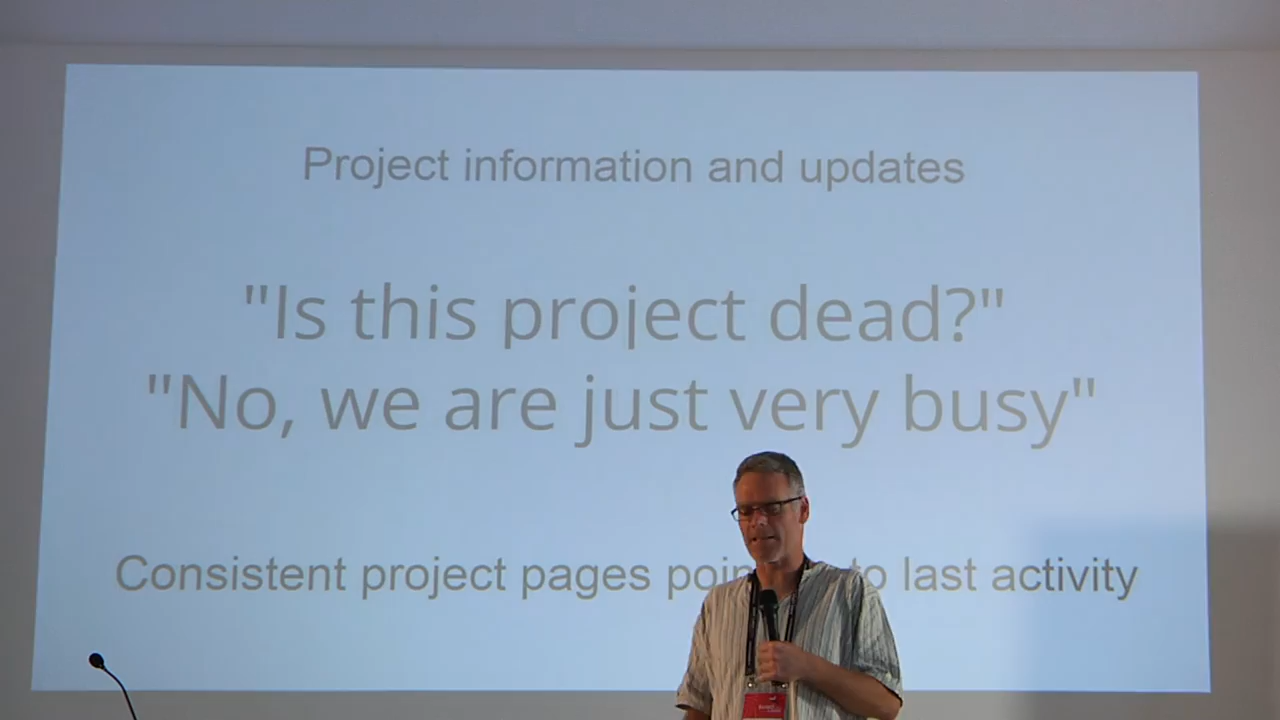 Project information and updates
"Is this project dead?"
"No, we are just very busy"
Consistent project pages to last activity